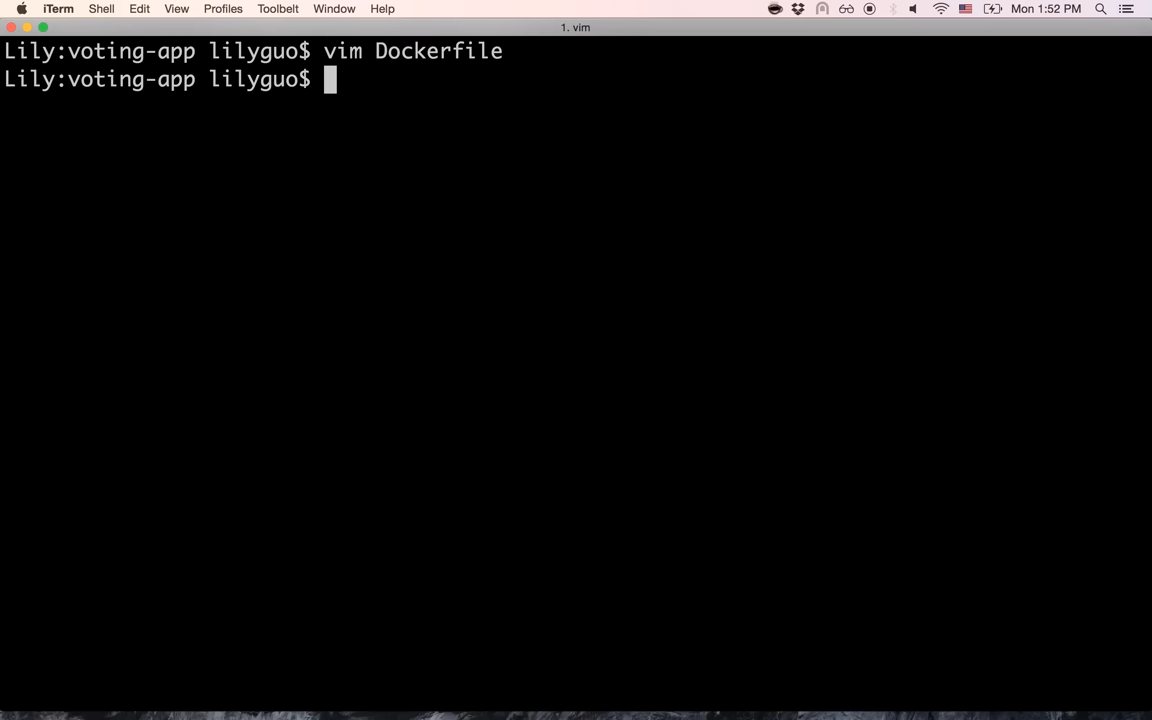 iTerm Shell Edit View Profiles Toolbelt Window Help Mon 1:52 PM
1. vim
Lily:voting-app lilyguo$ vim Dockerfile
Lily:voting-app lilyguo$